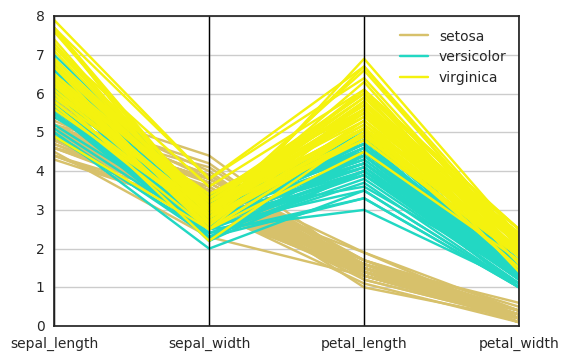 8
7
6
5
4
3
2
1
0
setosa
versicolor
virginica
sepal_length
sepal_width
petal_length
petal_width